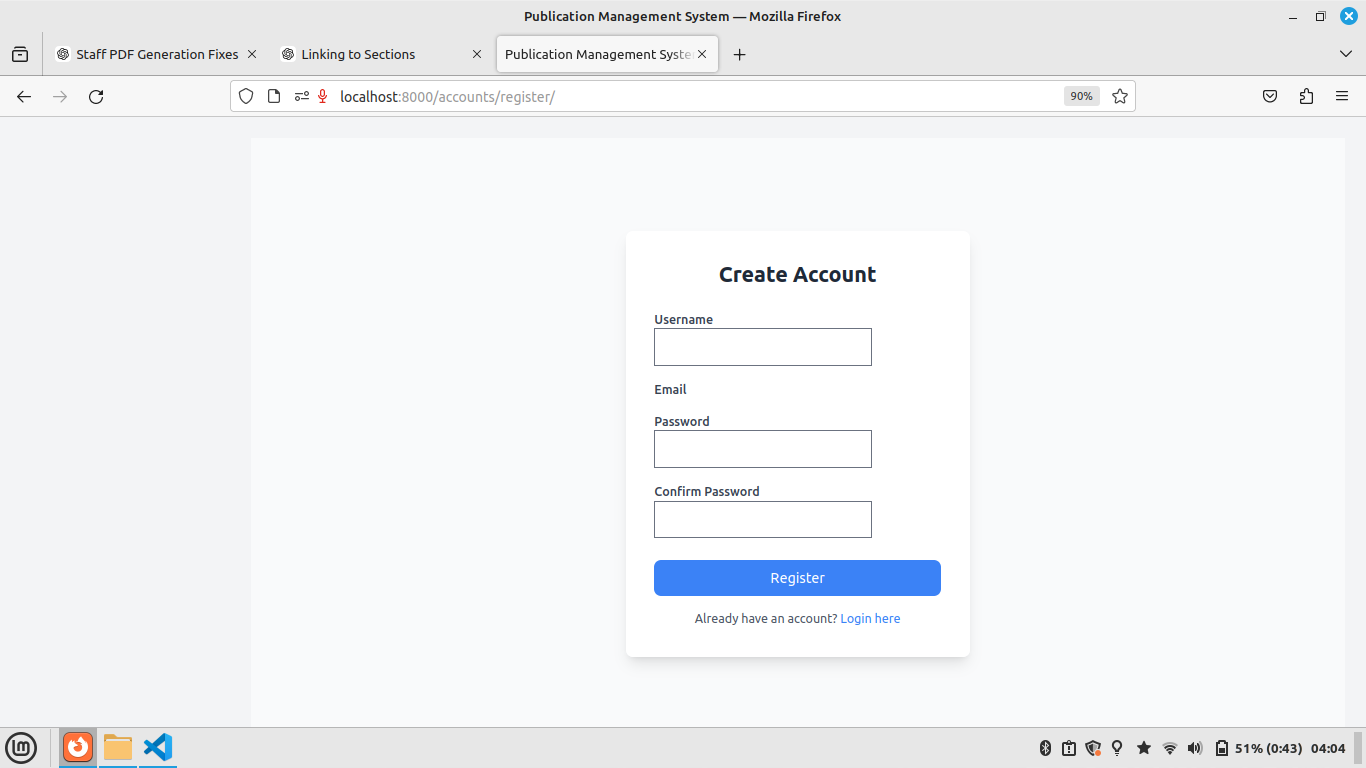 Publication Management System — Mozilla Firefox
Staff PDF Generation Fixes
Linking to Sections
Publication Management Syste
localhost:8000/accounts/register/
90%
Create Account
Username
Email
Password
Confirm Password
Register
Already have an account? Login here
lm
51% (0:43) 04:04